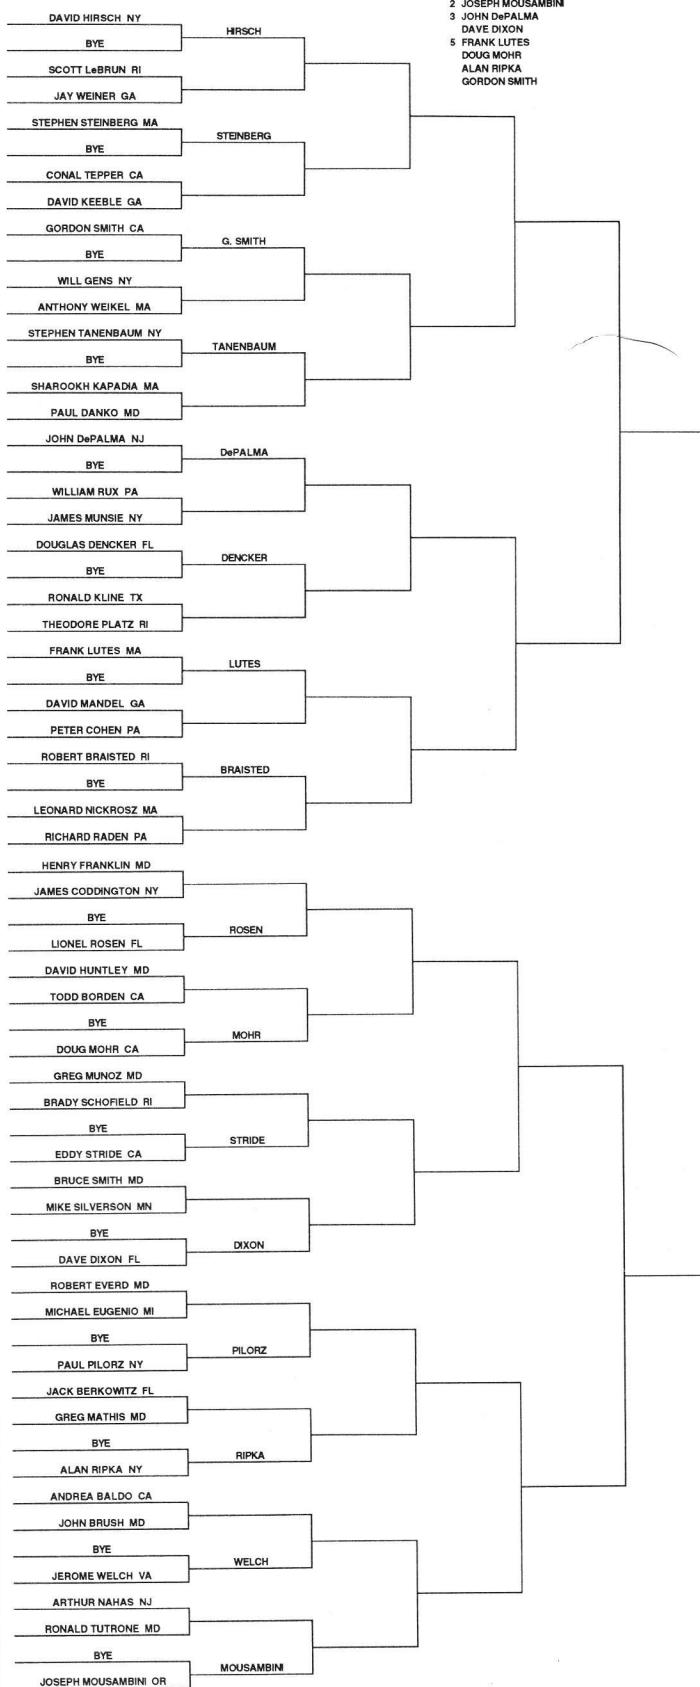 2 JOSEPH MOUSAMBINI
3 JOHN DePALMA
DAVE DIXON
5 FRANK LUTES
DOUG MOHR
ALAN RIPKA
GORDON SMITH
DAVID HIRSCH NY
HIRSCH
BYE
SCOTT LeBRUN RI
JAY WEINER GA
STEPHEN STEINBERG MA
STEINBERG
BYE
CONAL TEPPER CA
DAVID KEEBLE GA
GORDON SMITH CA
G. SMITH
BYE
WILL GENS NY
ANTHONY WEIKEL MA
STEPHEN TANENBAUM NY
TANENBAUM
BYE
SHAROOKH KAPADIA MA
PAUL DANKO MD
JOHN DePALMA NJ
DePALMA
BYE
WILLIAM RUX PA
JAMES MUNSIE NY
DOUGLAS DENCKER FL
DENCKER
BYE
RONALD KLINE TX
THEODORE PLATZ RI
FRANK LUTES MA
LUTES
BYE
DAVID MANDEL GA
PETER COHEN PA
ROBERT BRAISTED RI
BRAISTED
BYE
LEONARD NICKROSZ MA
RICHARD RADEN PA
HENRY FRANKLIN MD
JAMES CODDINGTON NY
BYE
ROSEN
LIONEL ROSEN FL
DAVID HUNTLEY MD
TODD BORDEN CA
BYE
MOHR
DOUG MOHR CA
GREG MUNOZ MD
BRADY SCHOFIELD RI
BYE
STRIDE
EDDY STRIDE CA
BRUCE SMITH MD
MIKE SILVERSON MN
BYE
DIXON
DAVE DIXON FL
ROBERT EVERD MD
MICHAEL EUGENIO MI
BYE
PILORZ
PAUL PILORZ NY
JACK BERKOWITZ FL
GREG MATHIS MD
BYE
RIPKA
ALAN RIPKA NY
ANDREA BALDO CA
JOHN BRUSH MD
BYE
WELCH
JEROME WELCH VA
ARTHUR NAHAS NJ
RONALD TUTRONE MD
BYE
MOUSAMBINI
JOSEPH MOUSAMBINI OR